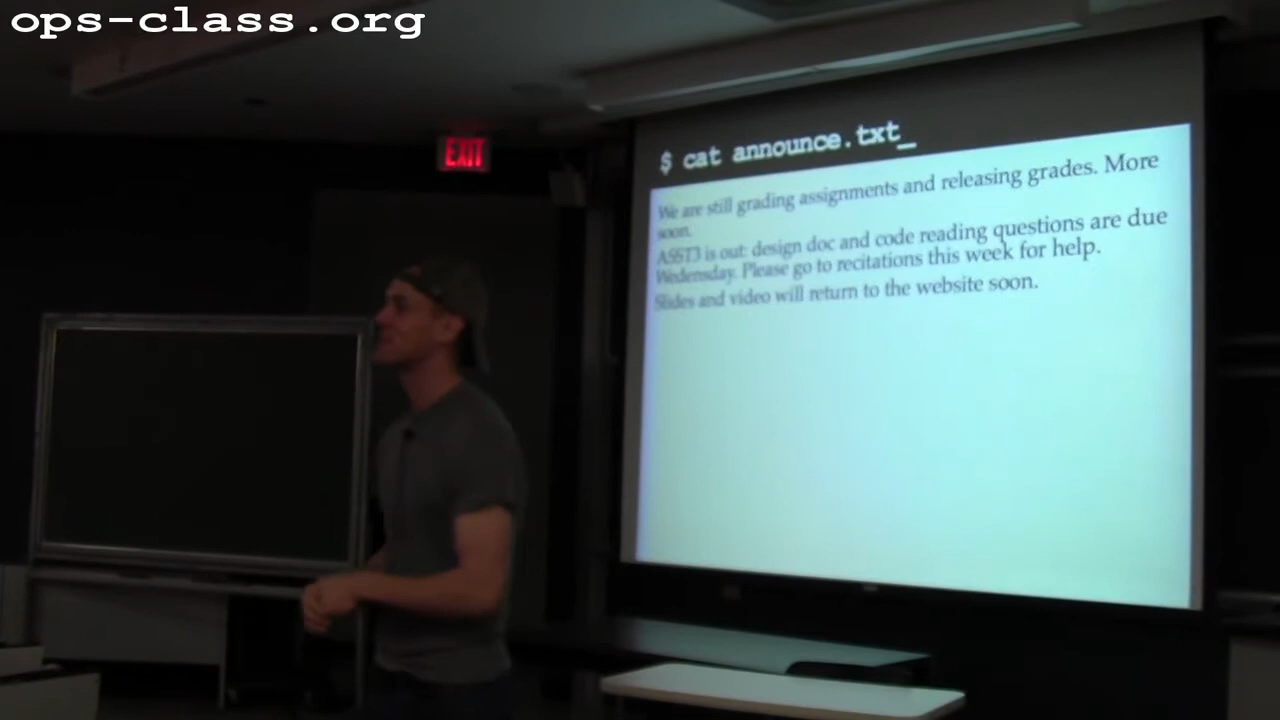 ops-class.org
EXIT
$ cat announce.txt_
We are still grading assignments and releasing grades. More
soon.
ASST3 is out: design doc and code reading questions are due
Wedensday. Please go to recitations this week for help.
Slides and video will return to the website soon.